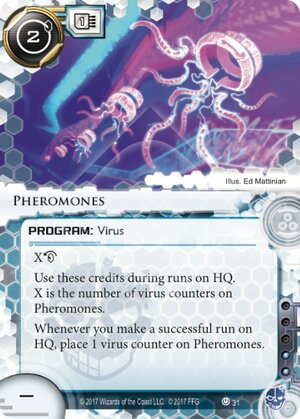 2
1
Illus. Ed Mattinian
PHEROMONES
PROGRAM: Virus
X
Use these credits during runs on HQ.
X is the number of virus counters on
Pheromones.
Whenever you make a successful run on
HQ, place 1 virus counter on Pheromones.
–
© 2017 Wizards of the Coast LLC. © 2017 FFG
31